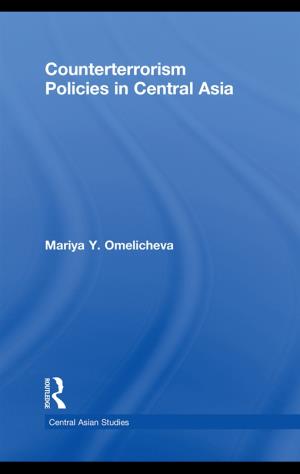 Counterterrorism
Policies in Central Asia
Mariya Y. Omelicheva
ROUTLEDGE
Central Asian Studies